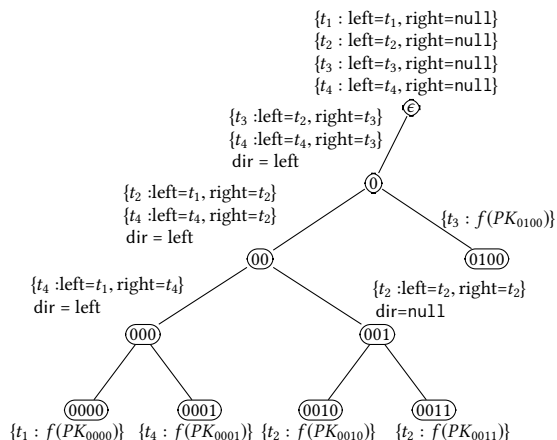 {t₁ : left=t₁, right=null}
{t₂ : left=t₂, right=null}
{t₃ : left=t₃, right=null}
{t₄ : left=t₄, right=null}
ϵ
{t₃ :left=t₂, right=t₃}
{t₄ :left=t₄, right=t₃}
dir = left
0
{t₂ :left=t₁, right=t₂}
{t₄ :left=t₄, right=t₂}
dir = left
{t₃ : f(PK₀₁₀₀)}
00
0100
{t₄ :left=t₁, right=t₄}
dir = left
{t₂ :left=t₂, right=t₂}
dir=null
000
001
0000
0001
0010
0011
{t₁ : f(PK₀₀₀₀)}
{t₄ : f(PK₀₀₀₁)}
{t₂ : f(PK₀₀₁₀)}
{t₂ : f(PK₀₀₁₁)}